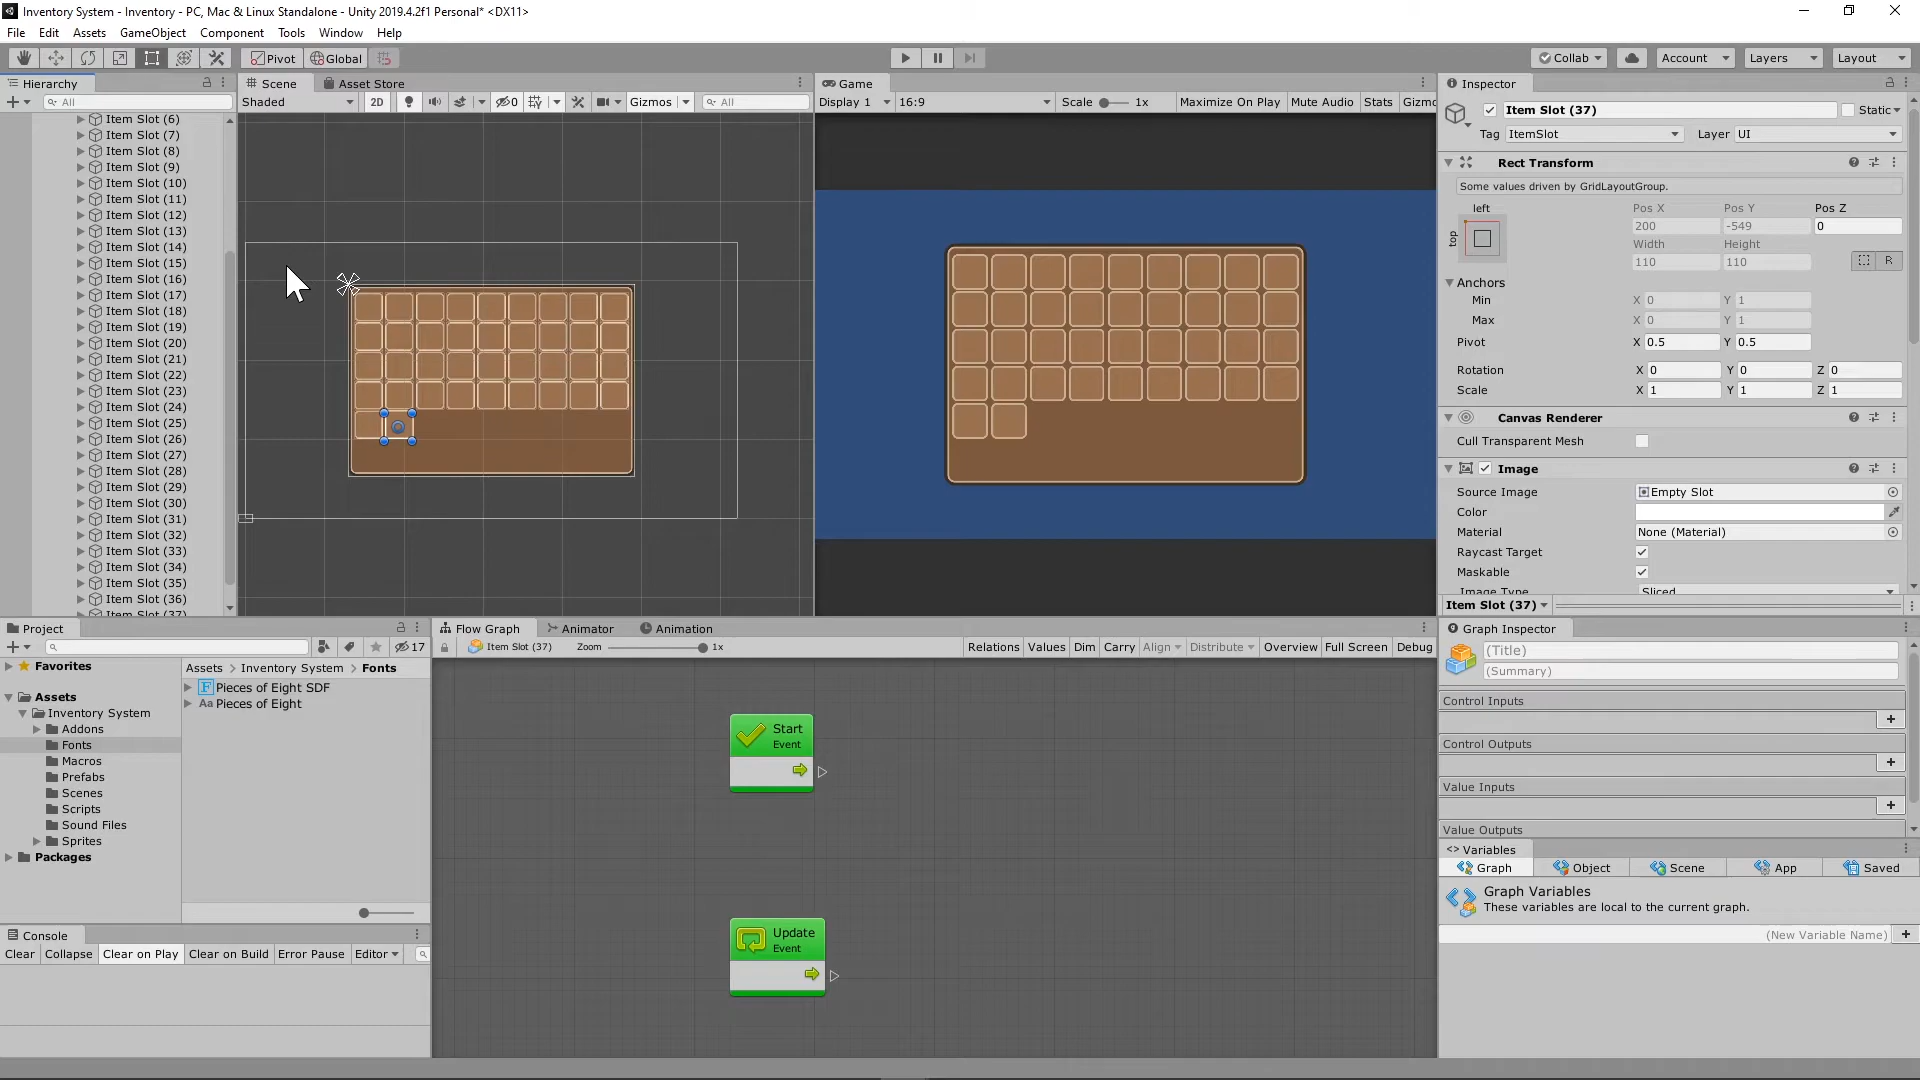 Inventory System - Inventory - PC, Mac & Linux Standalone - Unity 2019.4.2f1 Personal* <DX11>
File Edit Assets GameObject Component Tools Window Help
Pivot Global Collab Account Layers Layout
Hierarchy
All
Item Slot (6)
Item Slot (7)
Item Slot (8)
Item Slot (9)
Item Slot (10)
Item Slot (11)
Item Slot (12)
Item Slot (13)
Item Slot (14)
Item Slot (15)
Item Slot (16)
Item Slot (17)
Item Slot (18)
Item Slot (19)
Item Slot (20)
Item Slot (21)
Item Slot (22)
Item Slot (23)
Item Slot (24)
Item Slot (25)
Item Slot (26)
Item Slot (27)
Item Slot (28)
Item Slot (29)
Item Slot (30)
Item Slot (31)
Item Slot (32)
Item Slot (33)
Item Slot (34)
Item Slot (35)
Item Slot (36)
Item Slot (37)
Scene Asset Store
Shaded 2D 0 Gizmos All
Game
Display 1 16:9 Scale 1x Maximize On Play Mute Audio Stats Gizmo
Inspector
Item Slot (37) Static
Tag ItemSlot Layer UI
Rect Transform
Some values driven by GridLayoutGroup.
left Pos X Pos Y Pos Z
top 200 -549 0
Width Height
110 110 R
Anchors
Min X 0 Y 1
Max X 0 Y 1
Pivot X 0.5 Y 0.5
Rotation X 0 Y 0 Z 0
Scale X 1 Y 1 Z 1
Canvas Renderer
Cull Transparent Mesh
Image
Source Image Empty Slot
Color
Material None (Material)
Raycast Target
Maskable
Image Type Sliced
Item Slot (37)
Project
17
Favorites
Assets
Inventory System
Addons
Fonts
Macros
Prefabs
Scenes
Scripts
Sound Files
Sprites
Packages
Assets > Inventory System > Fonts
F Pieces of Eight SDF
Aa Pieces of Eight
Console
Clear Collapse Clear on Play Clear on Build Error Pause Editor
Flow Graph Animator Animation
Item Slot (37) Zoom 1x Relations Values Dim Carry Align Distribute Overview Full Screen Debug
Start
Event
Update
Event
Graph Inspector
(Title)
(Summary)
Control Inputs
Control Outputs
Value Inputs
Value Outputs
<> Variables
Graph Object Scene App Saved
Graph Variables
These variables are local to the current graph.
(New Variable Name)